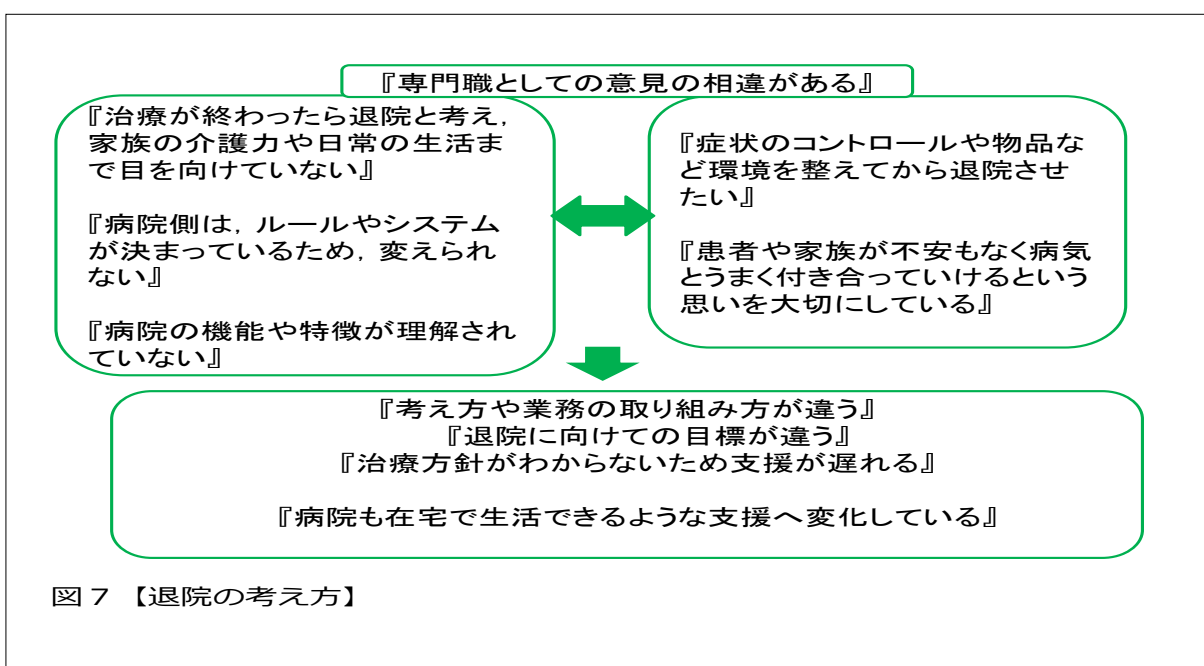 『専門職としての意見の相違がある』
『治療が終わったら退院と考え,
家族の介護力や日常の生活ま
で目を向けていない』
『病院側は, ルールやシステム
が決まっているため, 変えられ
ない』
『病院の機能や特徴が理解され
ていない』
『症状のコントロールや物品な
ど環境を整えてから退院させ
たい』
『患者や家族が不安もなく病気
とうまく付き合っていけるという
思いを大切にしている』
『考え方や業務の取り組み方が違う』
『退院に向けての目標が違う』
『治療方針がわからないため支援が遅れる』
『病院も在宅で生活できるような支援へ変化している』
図7 【退院の考え方】